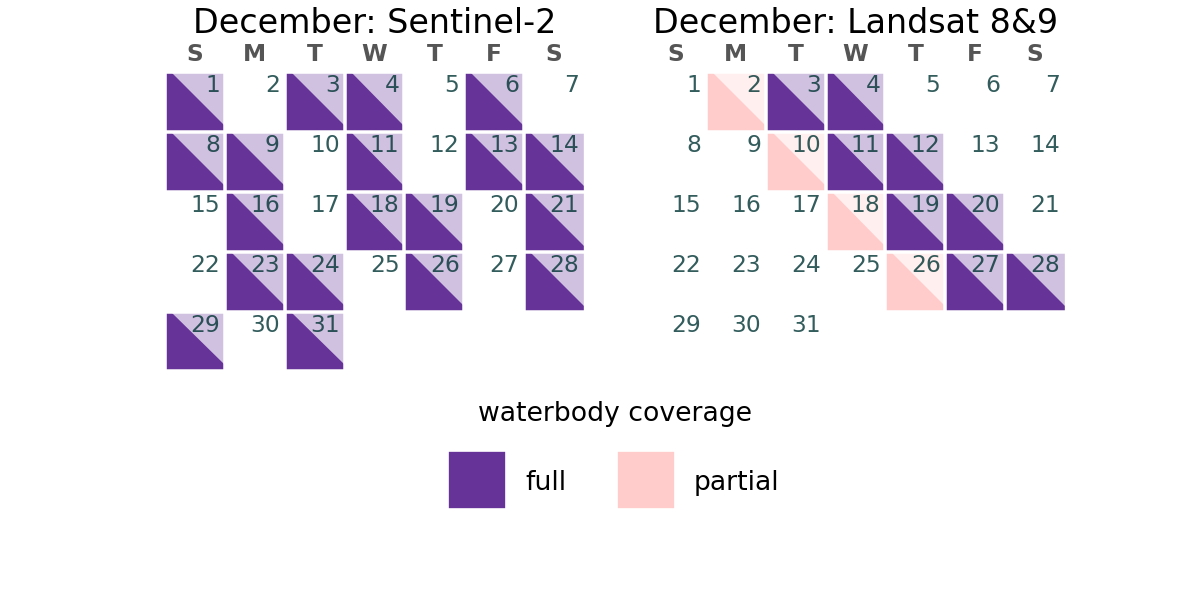 December: Sentinel-2
S M T W T F S
1 2 3 4 5 6 7
8 9 10 11 12 13 14
15 16 17 18 19 20 21
22 23 24 25 26 27 28
29 30 31
December: Landsat 8&9
S M T W T F S
1 2 3 4 5 6 7
8 9 10 11 12 13 14
15 16 17 18 19 20 21
22 23 24 25 26 27 28
29 30 31
waterbody coverage
full
partial